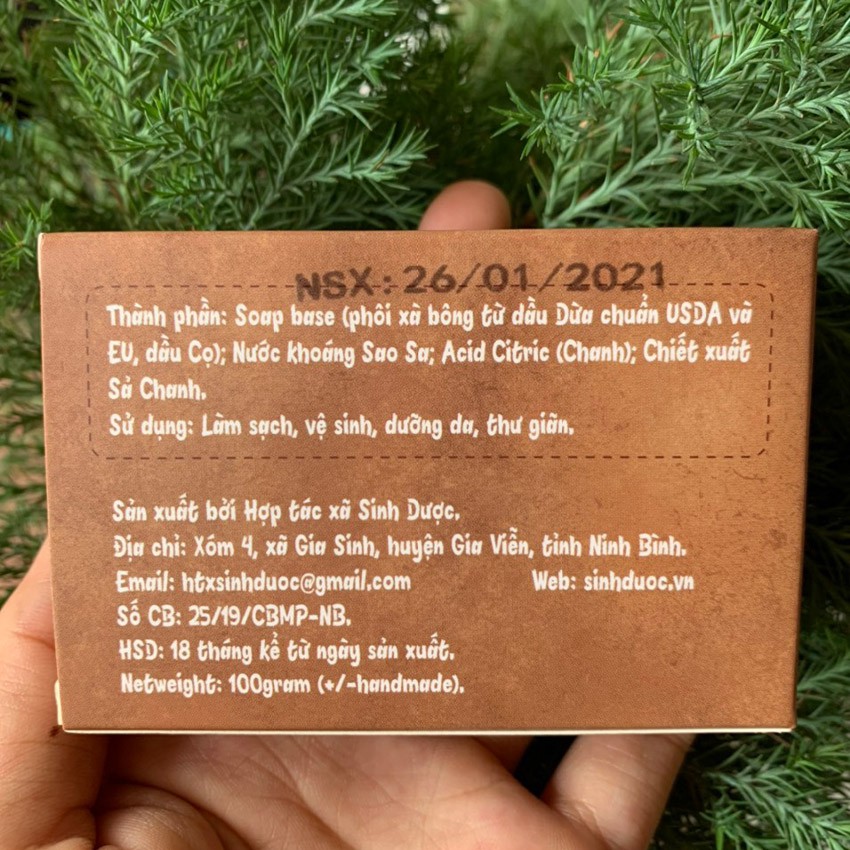 NSX: 26/01/2021
Thành phần: Soap base (phôi xà bông từ dầu Dừa chuẩn USDA và
EU, dầu Cọ); Nước khoáng Sao Sa; Acid Citric (Chanh); Chiết xuất
Sả Chanh.
Sử dụng: Làm sạch, vệ sinh, dưỡng da, thư giãn.
Sản xuất bởi Hợp tác xã Sinh Dược.
Địa chỉ: Xóm 4, xã Gia Sinh, huyện Gia Viễn, tỉnh Ninh Bình.
Email: htxsinhduoc@gmail.com Web: sinhduoc.vn
Số CB: 25/19/CBMP-NB.
HSD: 18 tháng kể từ ngày sản xuất.
Netweight: 100gram (+/-handmade).